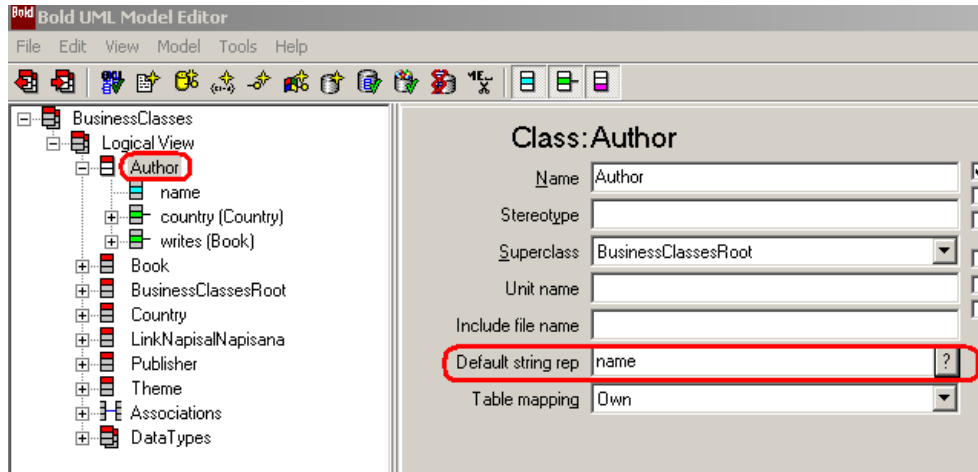 Bold Bold UML Model Editor
File Edit View Model Tools Help
BusinessClasses
Logical View
Author
name
country (Country)
writes (Book)
Book
BusinessClassesRoot
Country
LinkNapisalNapisana
Publisher
Theme
Associations
DataTypes
Class:Author
Name Author
Stereotype
Superclass BusinessClassesRoot
Unit name
Include file name
Default string rep name ?
Table mapping Own